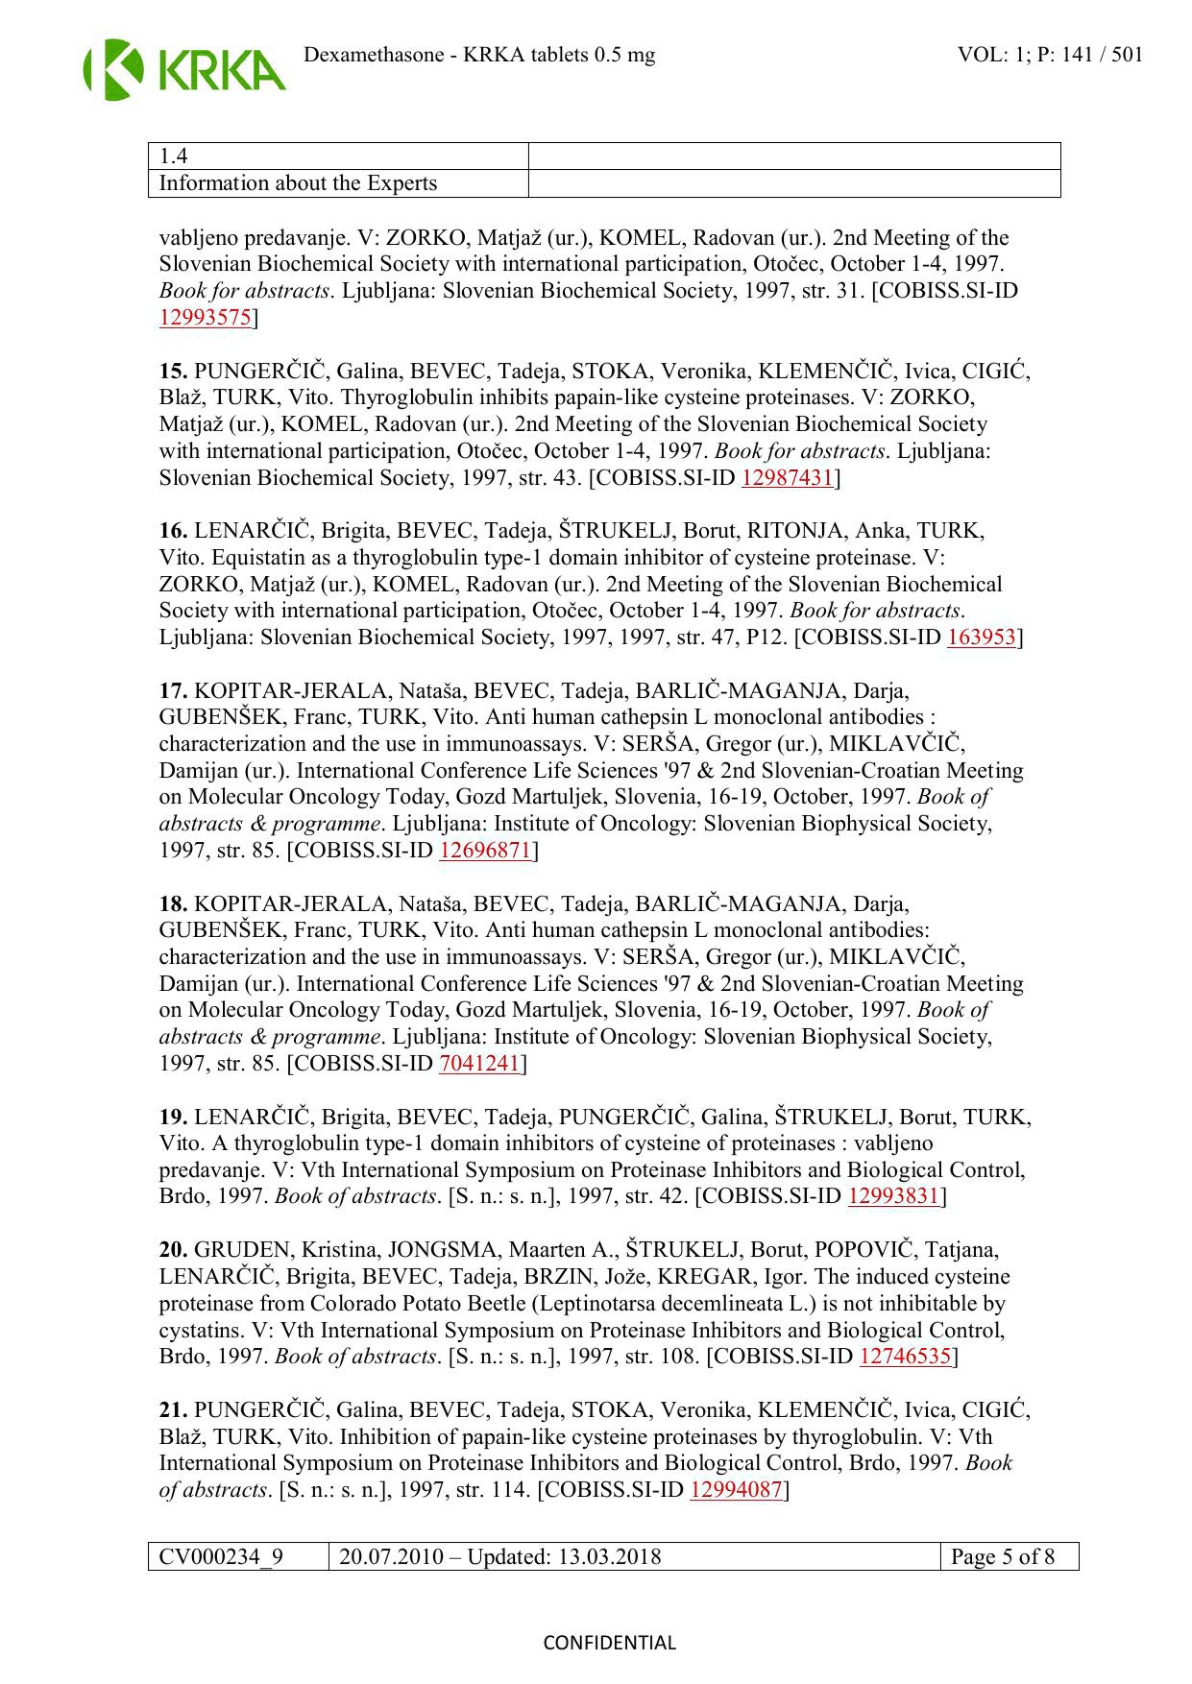 KRKA
Dexamethasone - KRKA tablets 0.5 mg
VOL: 1; P: 141 / 501
1.4
Information about the Experts
vabljeno predavanje. V: ZORKO, Matjaž (ur.), KOMEL, Radovan (ur.). 2nd Meeting of the
Slovenian Biochemical Society with international participation, Otočec, October 1-4, 1997.
Book for abstracts. Ljubljana: Slovenian Biochemical Society, 1997, str. 31. [COBISS.SI-ID
12993575]
15. PUNGERČIČ, Galina, BEVEC, Tadeja, STOKA, Veronika, KLEMENČIČ, Ivica, CIGIĆ,
Blaž, TURK, Vito. Thyroglobulin inhibits papain-like cysteine proteinases. V: ZORKO,
Matjaž (ur.), KOMEL, Radovan (ur.). 2nd Meeting of the Slovenian Biochemical Society
with international participation, Otočec, October 1-4, 1997. Book for abstracts. Ljubljana:
Slovenian Biochemical Society, 1997, str. 43. [COBISS.SI-ID 12987431]
16. LENARČIČ, Brigita, BEVEC, Tadeja, ŠTRUKELJ, Borut, RITONJA, Anka, TURK,
Vito. Equistatin as a thyroglobulin type-1 domain inhibitor of cysteine proteinase. V:
ZORKO, Matjaž (ur.), KOMEL, Radovan (ur.). 2nd Meeting of the Slovenian Biochemical
Society with international participation, Otočec, October 1-4, 1997. Book for abstracts.
Ljubljana: Slovenian Biochemical Society, 1997, 1997, str. 47, P12. [COBISS.SI-ID 163953]
17. KOPITAR-JERALA, Nataša, BEVEC, Tadeja, BARLIČ-MAGANJA, Darja,
GUBENŠEK, Franc, TURK, Vito. Anti human cathepsin L monoclonal antibodies :
characterization and the use in immunoassays. V: SERŠA, Gregor (ur.), MIKLAVČIČ,
Damijan (ur.). International Conference Life Sciences '97 & 2nd Slovenian-Croatian Meeting
on Molecular Oncology Today, Gozd Martuljek, Slovenia, 16-19, October, 1997. Book of
abstracts & programme. Ljubljana: Institute of Oncology: Slovenian Biophysical Society,
1997, str. 85. [COBISS.SI-ID 12696871]
18. KOPITAR-JERALA, Nataša, BEVEC, Tadeja, BARLIČ-MAGANJA, Darja,
GUBENŠEK, Franc, TURK, Vito. Anti human cathepsin L monoclonal antibodies:
characterization and the use in immunoassays. V: SERŠA, Gregor (ur.), MIKLAVČIČ,
Damijan (ur.). International Conference Life Sciences '97 & 2nd Slovenian-Croatian Meeting
on Molecular Oncology Today, Gozd Martuljek, Slovenia, 16-19, October, 1997. Book of
abstracts & programme. Ljubljana: Institute of Oncology: Slovenian Biophysical Society,
1997, str. 85. [COBISS.SI-ID 7041241]
19. LENARČIČ, Brigita, BEVEC, Tadeja, PUNGERČIČ, Galina, ŠTRUKELJ, Borut, TURK,
Vito. A thyroglobulin type-1 domain inhibitors of cysteine of proteinases : vabljeno
predavanje. V: Vth International Symposium on Proteinase Inhibitors and Biological Control,
Brdo, 1997. Book of abstracts. [S. n.: s. n.], 1997, str. 42. [COBISS.SI-ID 12993831]
20. GRUDEN, Kristina, JONGSMA, Maarten A., ŠTRUKELJ, Borut, POPOVIČ, Tatjana,
LENARČIČ, Brigita, BEVEC, Tadeja, BRZIN, Jože, KREGAR, Igor. The induced cysteine
proteinase from Colorado Potato Beetle (Leptinotarsa decemlineata L.) is not inhibitable by
cystatins. V: Vth International Symposium on Proteinase Inhibitors and Biological Control,
Brdo, 1997. Book of abstracts. [S. n.: s. n.], 1997, str. 108. [COBISS.SI-ID 12746535]
21. PUNGERČIČ, Galina, BEVEC, Tadeja, STOKA, Veronika, KLEMENČIČ, Ivica, CIGIĆ,
Blaž, TURK, Vito. Inhibition of papain-like cysteine proteinases by thyroglobulin. V: Vth
International Symposium on Proteinase Inhibitors and Biological Control, Brdo, 1997. Book
of abstracts. [S. n.: s. n.], 1997, str. 114. [COBISS.SI-ID 12994087]
CV000234_9
20.07.2010 – Updated: 13.03.2018
Page 5 of 8
CONFIDENTIAL